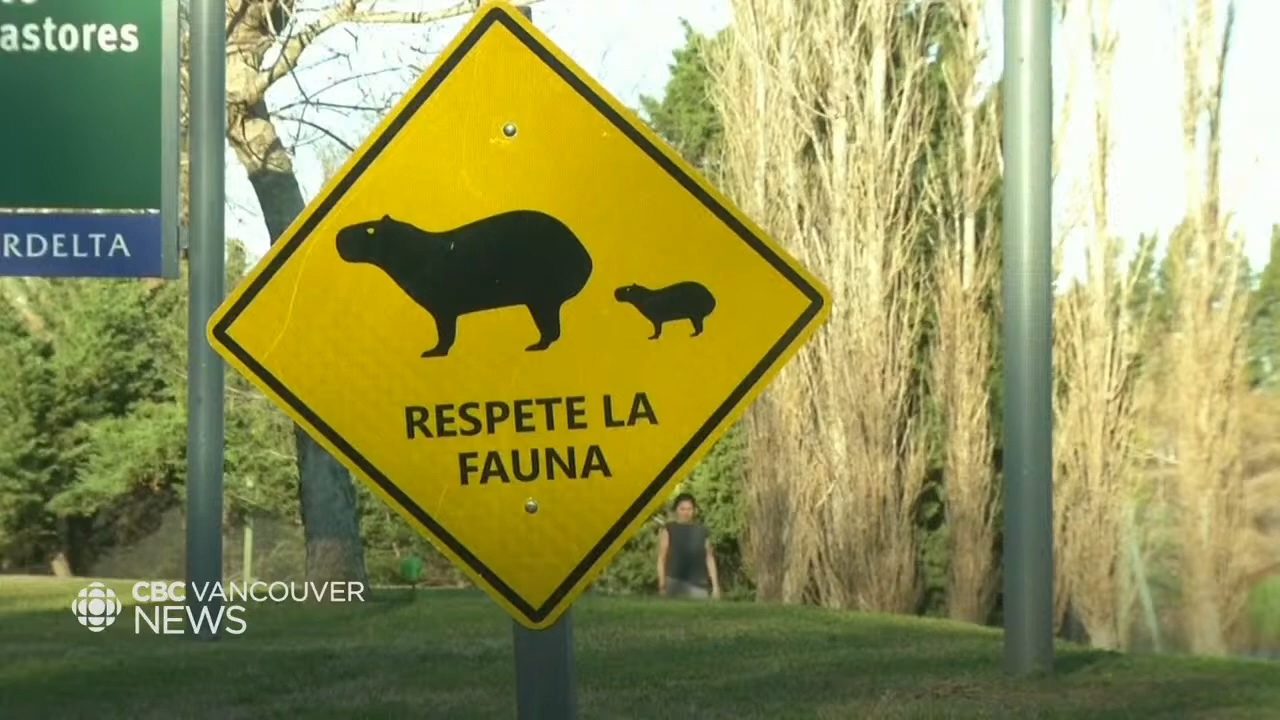 astores
RDELTA
RESPETE LA
FAUNA
CBC VANCOUVER
NEWS